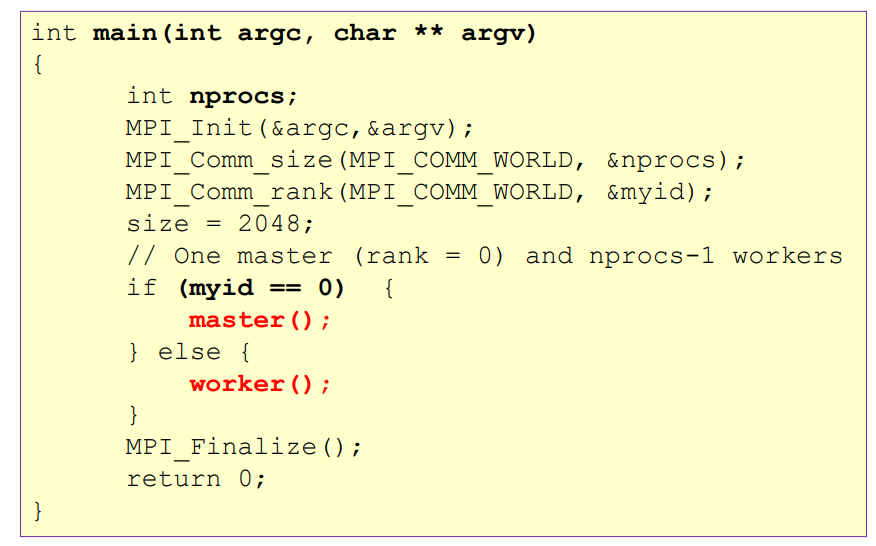 int main(int argc, char ** argv)
{
int nprocs;
MPI_Init(&argc,&argv);
MPI_Comm_size(MPI_COMM_WORLD, &nprocs);
MPI_Comm_rank(MPI_COMM_WORLD, &myid);
size = 2048;
// One master (rank = 0) and nprocs-1 workers
if (myid == 0) {
master();
} else {
worker();
}
MPI_Finalize();
return 0;
}